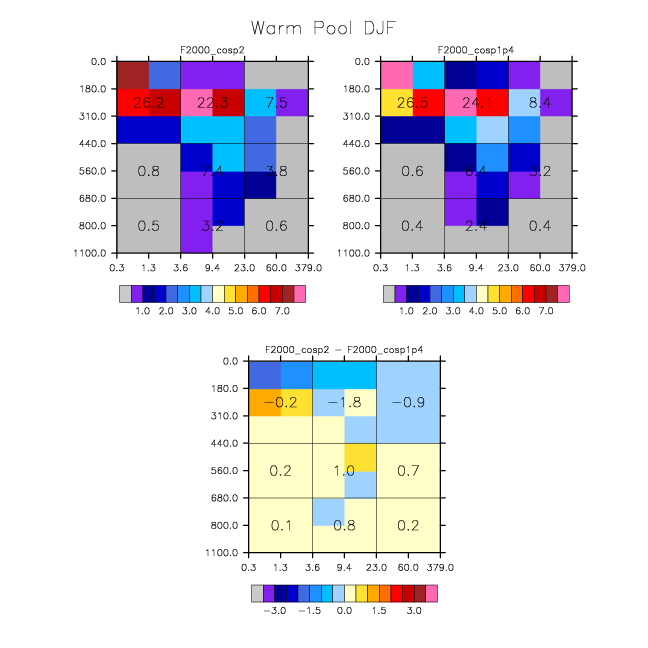 Warm Pool DJF
F2000_cosp2
0.0
180.0
310.0
440.0
560.0
680.0
800.0
1100.0
26.2 22.3 7.5
0.8 7.4 3.8
0.5 3.2 0.6
0.3 1.3 3.6 9.4 23.0 60.0 379.0
1.0 2.0 3.0 4.0 5.0 6.0 7.0
F2000_cosp1p4
0.0
180.0
310.0
440.0
560.0
680.0
800.0
1100.0
26.5 24.1 8.4
0.6 6.4 3.2
0.4 2.4 0.4
0.3 1.3 3.6 9.4 23.0 60.0 379.0
1.0 2.0 3.0 4.0 5.0 6.0 7.0
F2000_cosp2 − F2000_cosp1p4
0.0
180.0
310.0
440.0
560.0
680.0
800.0
1100.0
−0.2 −1.8 −0.9
0.2 1.0 0.7
0.1 0.8 0.2
0.3 1.3 3.6 9.4 23.0 60.0 379.0
−3.0 −1.5 0.0 1.5 3.0